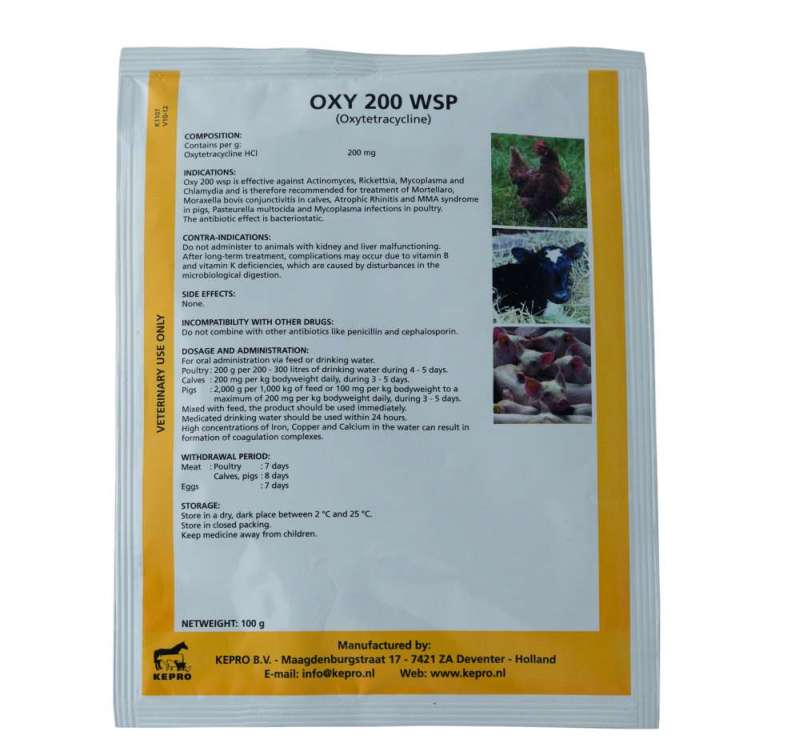 K1101
V10-12
OXY 200 WSP
(Oxytetracycline)
COMPOSITION:
Contains per g:
Oxytetracycline HCl 200 mg
INDICATIONS:
Oxy 200 wsp is effective against Actinomyces, Rickettsia, Mycoplasma and
Chlamydia and is therefore recommended for treatment of Mortellaro,
Moraxella bovis conjunctivitis in calves, Atrophic Rhinitis and MMA syndrome
in pigs, Pasteurella multocida and Mycoplasma infections in poultry.
The antibiotic effect is bacteriostatic.
CONTRA-INDICATIONS:
Do not administer to animals with kidney and liver malfunctioning.
After long-term treatment, complications may occur due to vitamin B
and vitamin K deficiencies, which are caused by disturbances in the
microbiological digestion.
SIDE EFFECTS:
None.
INCOMPATIBILITY WITH OTHER DRUGS:
Do not combine with other antibiotics like penicillin and cephalosporin.
DOSAGE AND ADMINISTRATION:
For oral administration via feed or drinking water.
Poultry : 200 g per 200 - 300 litres of drinking water during 4 - 5 days.
Calves : 200 mg per kg bodyweight daily, during 3 - 5 days.
Pigs : 2,000 g per 1,000 kg of feed or 100 mg per kg bodyweight to a
maximum of 200 mg per kg bodyweight daily, during 3 - 5 days.
Mixed with feed, the product should be used immediately.
Medicated drinking water should be used within 24 hours.
High concentrations of Iron, Copper and Calcium in the water can result in
formation of coagulation complexes.
WITHDRAWAL PERIOD:
Meat : Poultry : 7 days
Calves, pigs : 8 days
Eggs : 7 days
STORAGE:
Store in a dry, dark place between 2 °C and 25 °C.
Store in closed packing.
Keep medicine away from children.
NETWEIGHT: 100 g
VETERINARY USE ONLY
KEPRO
Manufactured by:
KEPRO B.V. - Maagdenburgstraat 17 - 7421 ZA Deventer - Holland
E-mail: info@kepro.nl Web: www.kepro.nl